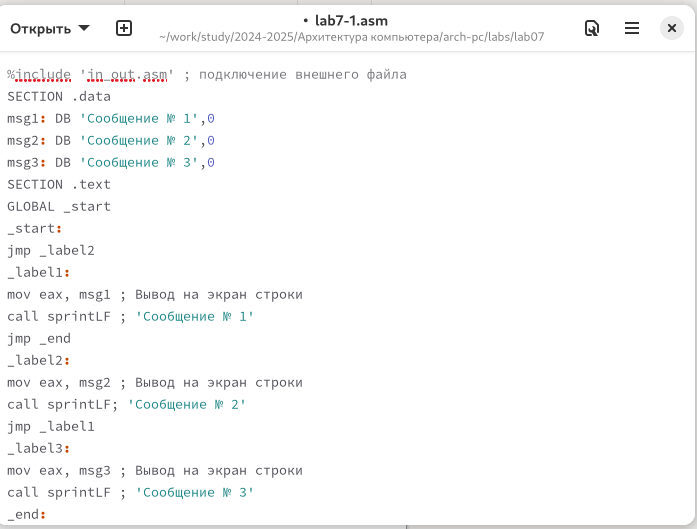 Открыть
• lab7-1.asm
~/work/study/2024-2025/Архитектура компьютера/arch-pc/labs/lab07
%include 'in_out.asm' ; подключение внешнего файла
SECTION .data
msg1: DB 'Сообщение № 1',0
msg2: DB 'Сообщение № 2',0
msg3: DB 'Сообщение № 3',0
SECTION .text
GLOBAL _start
_start:
jmp _label2
_label1:
mov eax, msg1 ; Вывод на экран строки
call sprintLF ; 'Сообщение № 1'
jmp _end
_label2:
mov eax, msg2 ; Вывод на экран строки
call sprintLF; 'Сообщение № 2'
jmp _label1
_label3:
mov eax, msg3 ; Вывод на экран строки
call sprintLF ; 'Сообщение № 3'
_end: